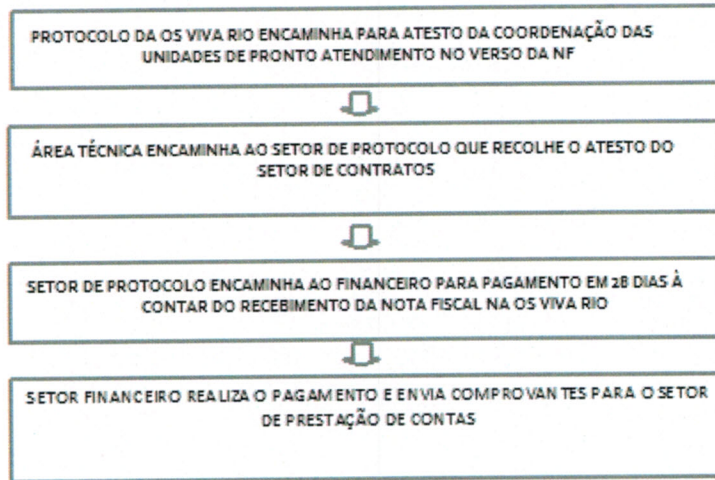 PROTOCOLO DA OS VIVA RIO ENCAMINHA PARA ATESTO DA COORDENAÇÃO DAS
UNIDADES DE PRONTO ATENDIMENTO NO VERSO DA NF
ÁREA TÉCNICA ENCAMINHA AO SETOR DE PROTOCOLO QUE RECOLHE O ATESTO DO
SETOR DE CONTRATOS
SETOR DE PROTOCOLO ENCAMINHA AO FINANCEIRO PARA PAGAMENTO EM 28 DIAS À
CONTAR DO RECEBIMENTO DA NOTA FISCAL NA OS VIVA RIO
SETOR FINANCEIRO REALIZA O PAGAMENTO E ENVIA COMPROVANTES PARA O SETOR
DE PRESTAÇÃO DE CONTAS